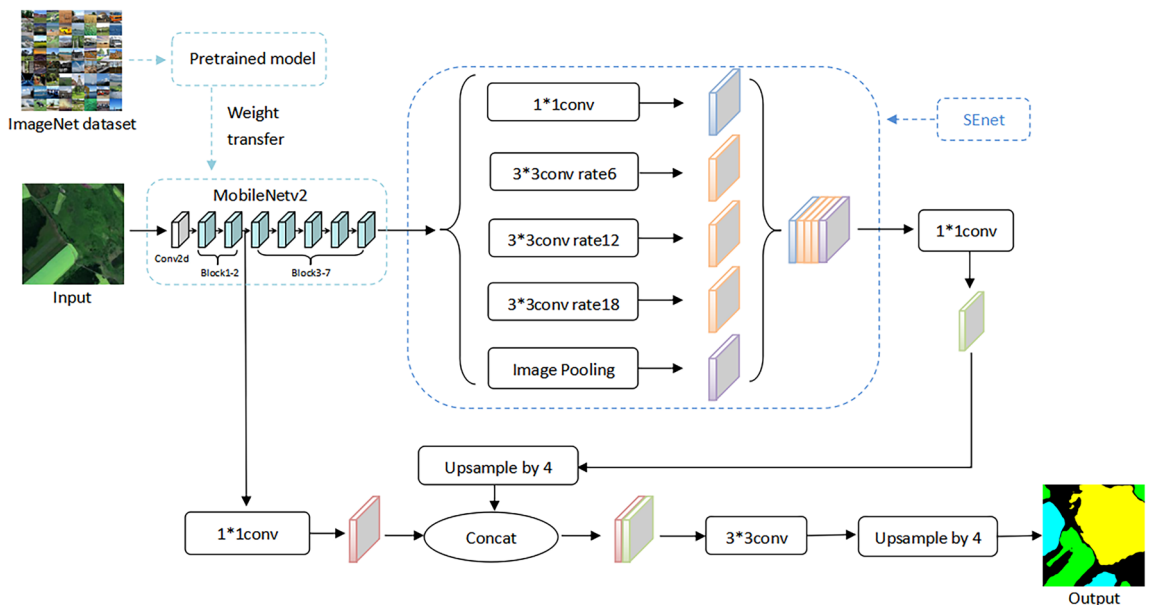 ImageNet dataset
Pretrained model
Weight
transfer
Input
MobileNetv2
Conv2d
Block1-2
Block3-7
1*1conv
3*3conv rate6
3*3conv rate12
3*3conv rate18
Image Pooling
SEnet
1*1conv
Upsample by 4
1*1conv
Concat
3*3conv
Upsample by 4
Output